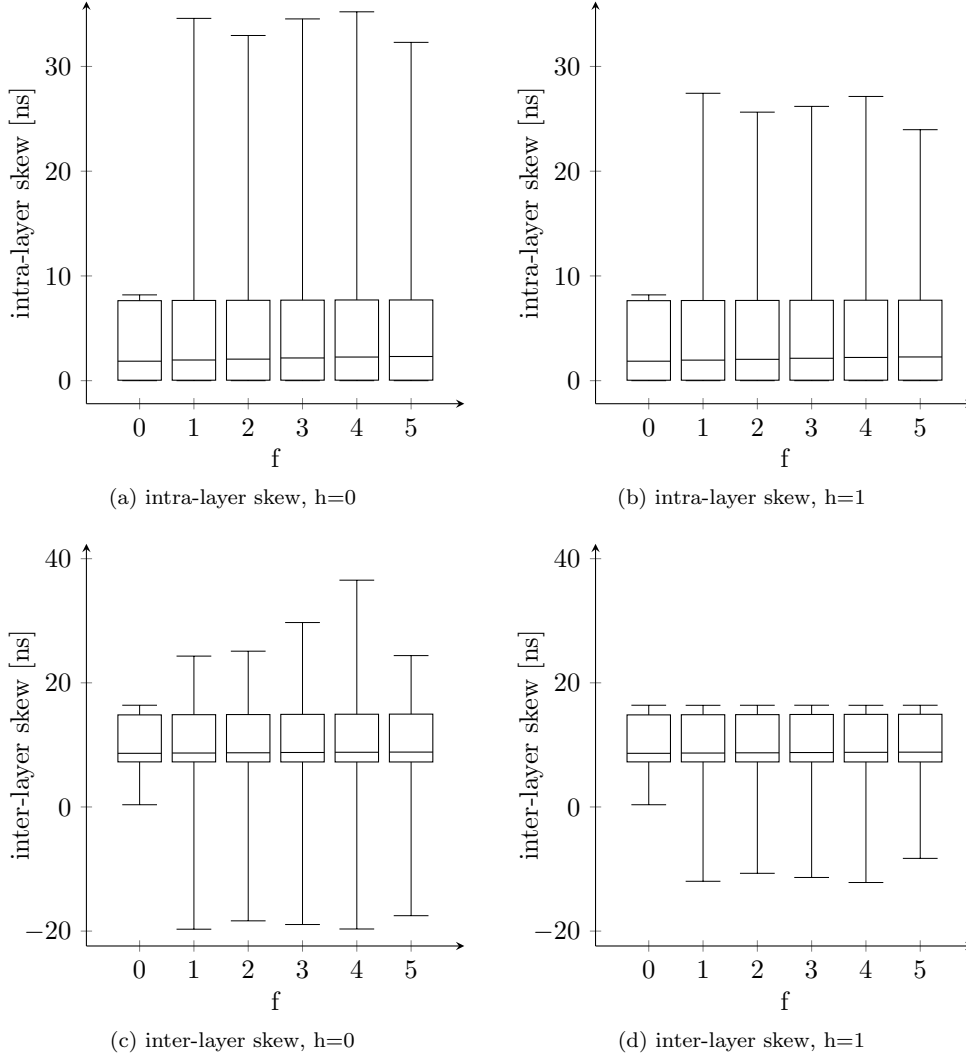 30
20
10
0
intra-layer skew [ns]
0 1 2 3 4 5
f
(a) intra-layer skew, h=0
30
20
10
0
intra-layer skew [ns]
0 1 2 3 4 5
f
(b) intra-layer skew, h=1
40
20
0
−20
inter-layer skew [ns]
0 1 2 3 4 5
f
(c) inter-layer skew, h=0
40
20
0
−20
inter-layer skew [ns]
0 1 2 3 4 5
f
(d) inter-layer skew, h=1